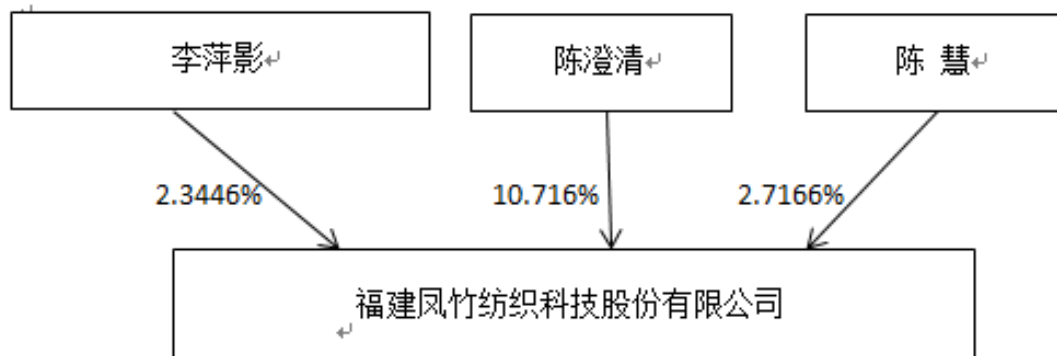 李萍影
陈澄清
陈 慧
2.3446%
10.716%
2.7166%
福建凤竹纺织科技股份有限公司